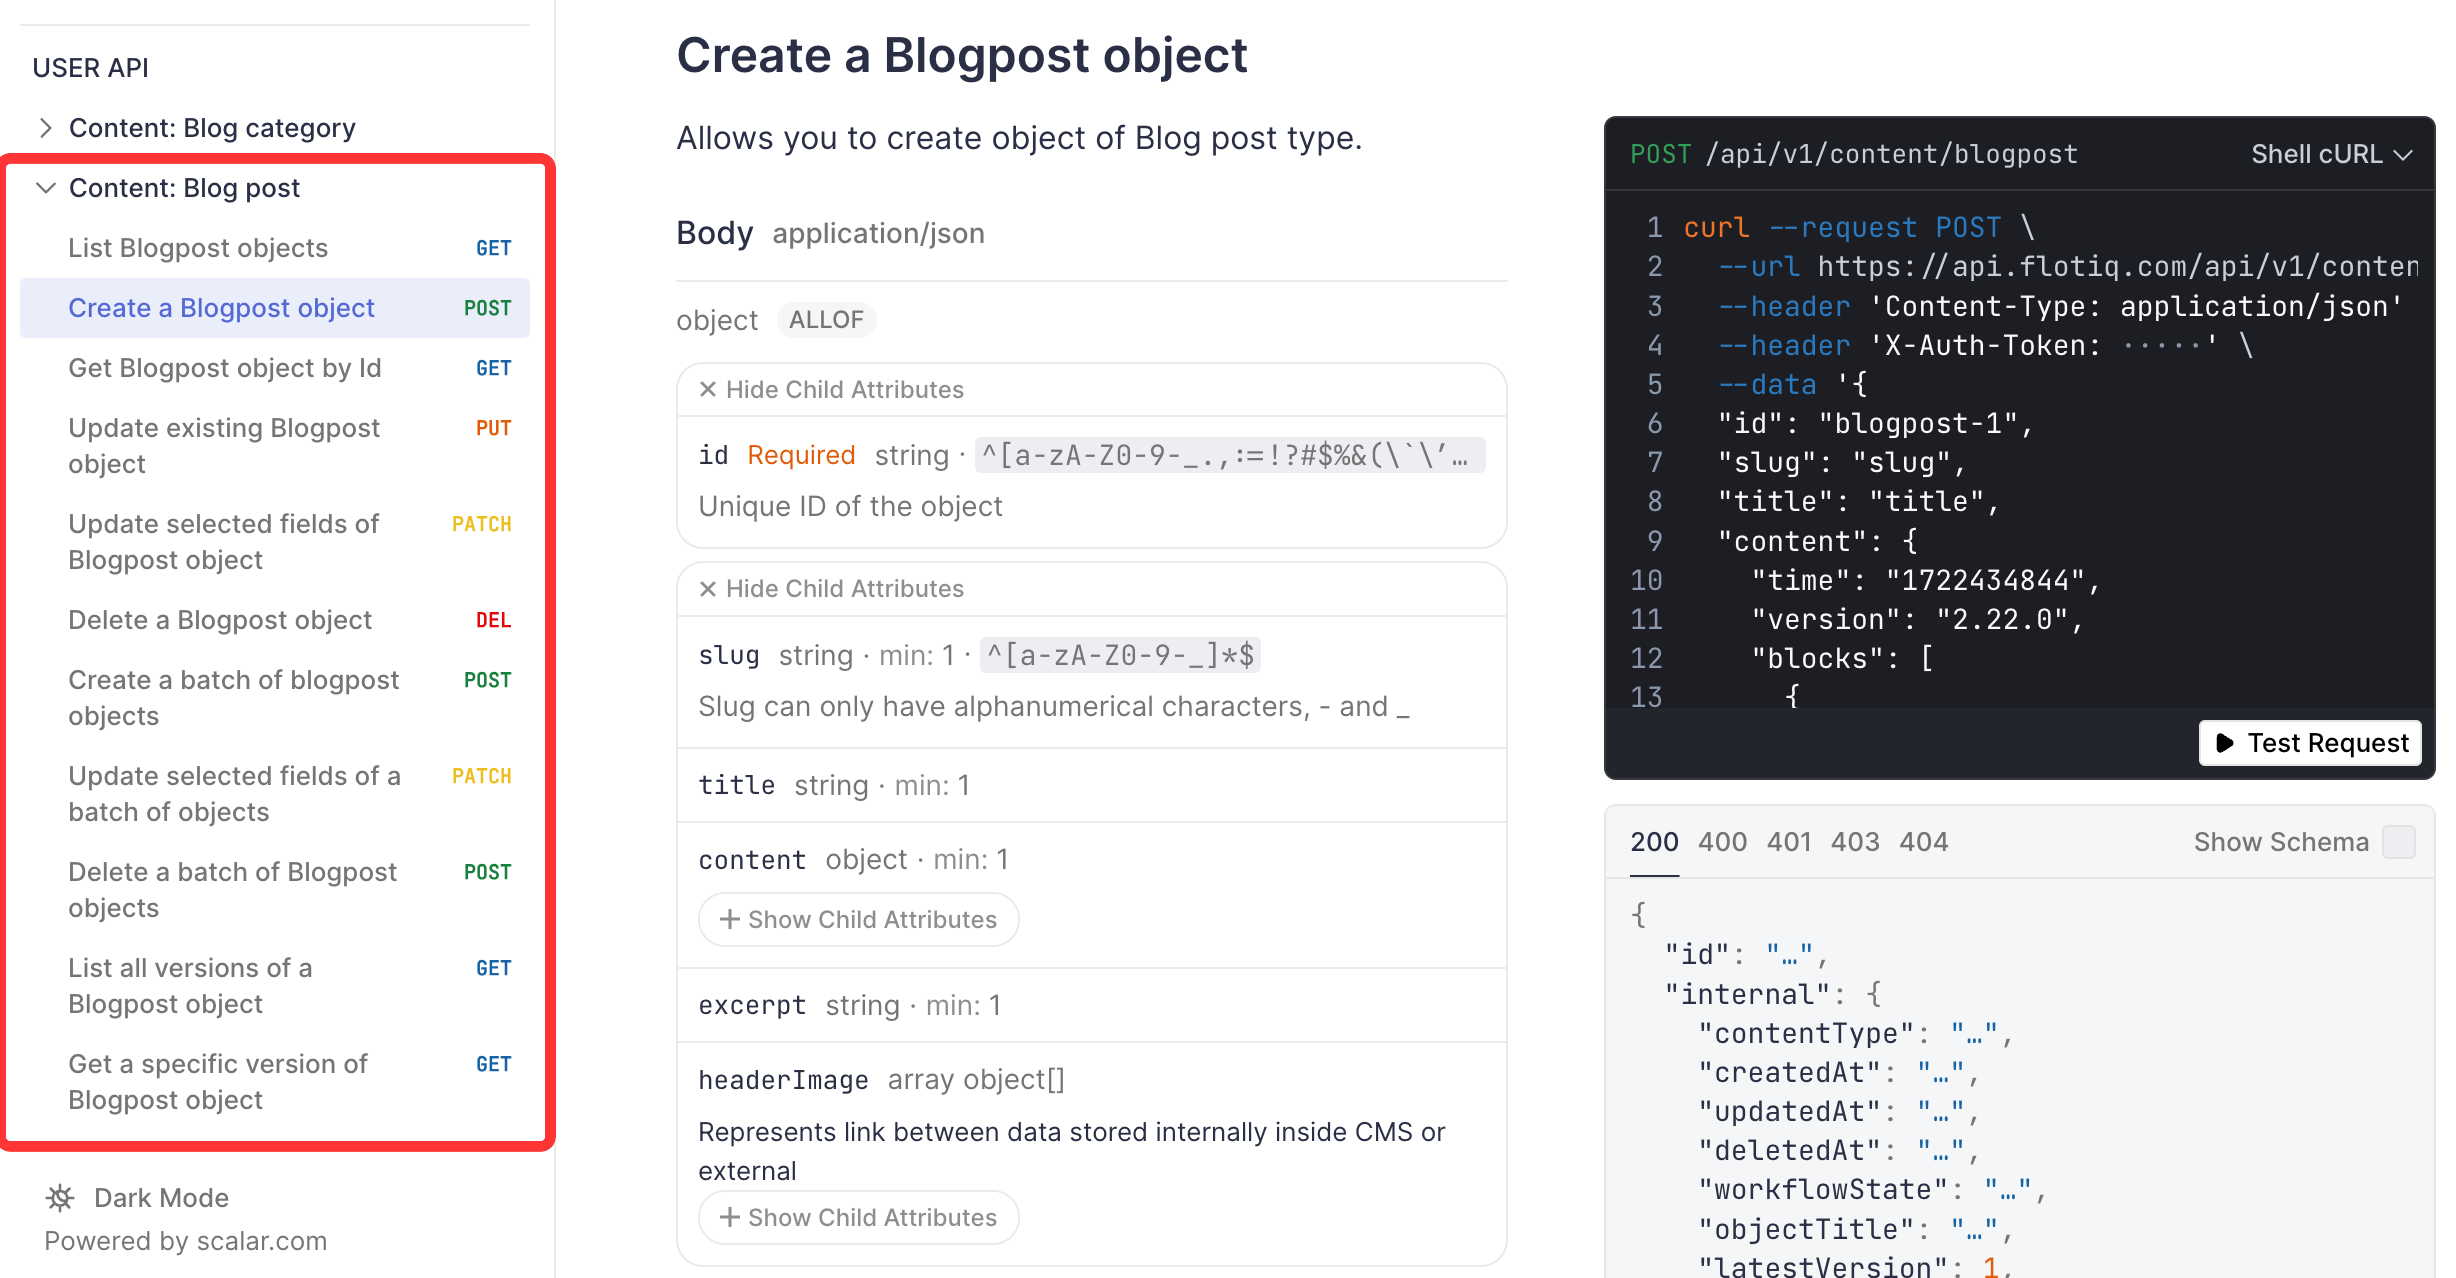 USER API
Content: Blog category
Content: Blog post
List Blogpost objects GET
Create a Blogpost object POST
Get Blogpost object by Id GET
Update existing Blogpost PUT
object
Update selected fields of PATCH
Blogpost object
Delete a Blogpost object DEL
Create a batch of blogpost POST
objects
Update selected fields of a PATCH
batch of objects
Delete a batch of Blogpost POST
objects
List all versions of a GET
Blogpost object
Get a specific version of GET
Blogpost object
Dark Mode
Powered by scalar.com
Create a Blogpost object
Allows you to create object of Blog post type.
Body application/json
object ALLOF
Hide Child Attributes
id Required string · ^[a-zA-Z0-9-_.,:=!?#$%&(\`\’…
Unique ID of the object
Hide Child Attributes
slug string · min: 1 · ^[a-zA-Z0-9-_]*$
Slug can only have alphanumerical characters, - and _
title string · min: 1
content object · min: 1
+ Show Child Attributes
excerpt string · min: 1
headerImage array object[]
Represents link between data stored internally inside CMS or
external
+ Show Child Attributes
POST /api/v1/content/blogpost Shell cURL
1 curl --request POST \
2 --url https://api.flotiq.com/api/v1/conten
3 --header 'Content-Type: application/json'
4 --header 'X-Auth-Token: ·····' \
5 --data '{
6 "id": "blogpost-1",
7 "slug": "slug",
8 "title": "title",
9 "content": {
10 "time": "1722434844",
11 "version": "2.22.0",
12 "blocks": [
13 {
Test Request
200 400 401 403 404 Show Schema
{
"id": "…",
"internal": {
"contentType": "…",
"createdAt": "…",
"updatedAt": "…",
"deletedAt": "…",
"workflowState": "…",
"objectTitle": "…",
"latestVersion": 1,